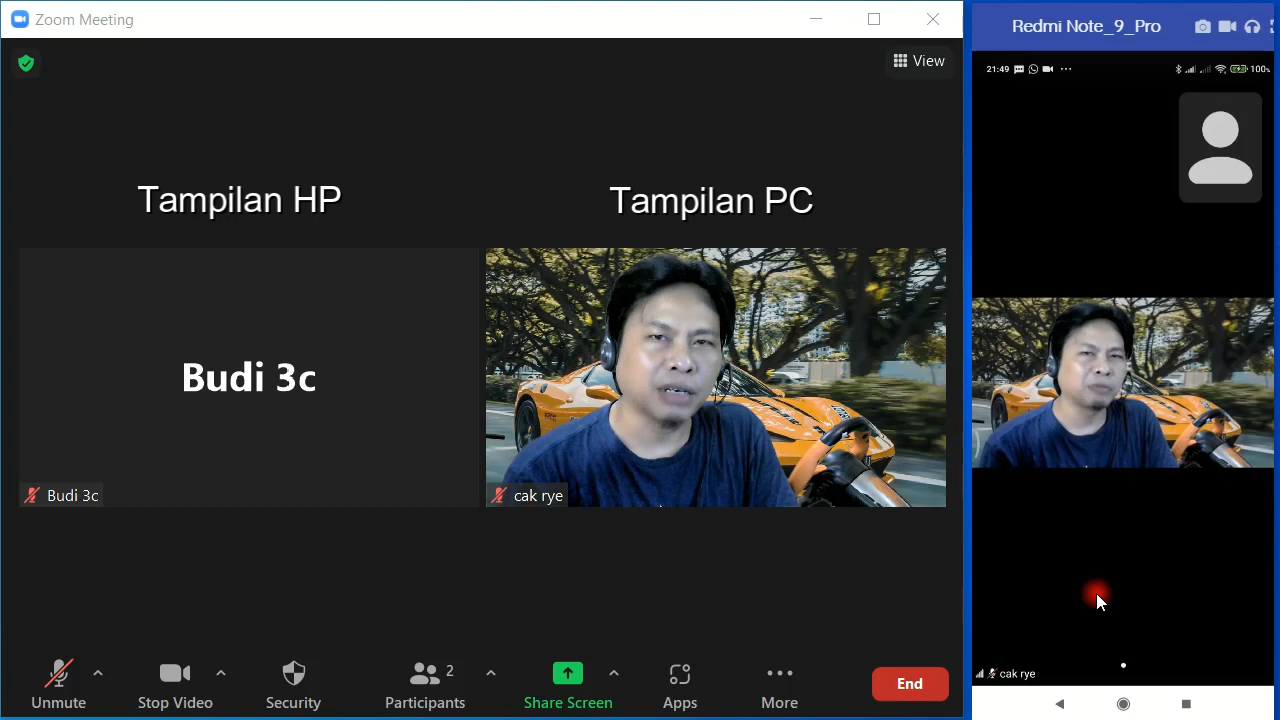 Zoom Meeting
View
Tampilan HP
Tampilan PC
Budi 3c
Budi 3c
cak rye
Unmute
Stop Video
Security
2
Participants
Share Screen
Apps
More
End
Redmi Note_9_Pro
21:49
100%
cak rye